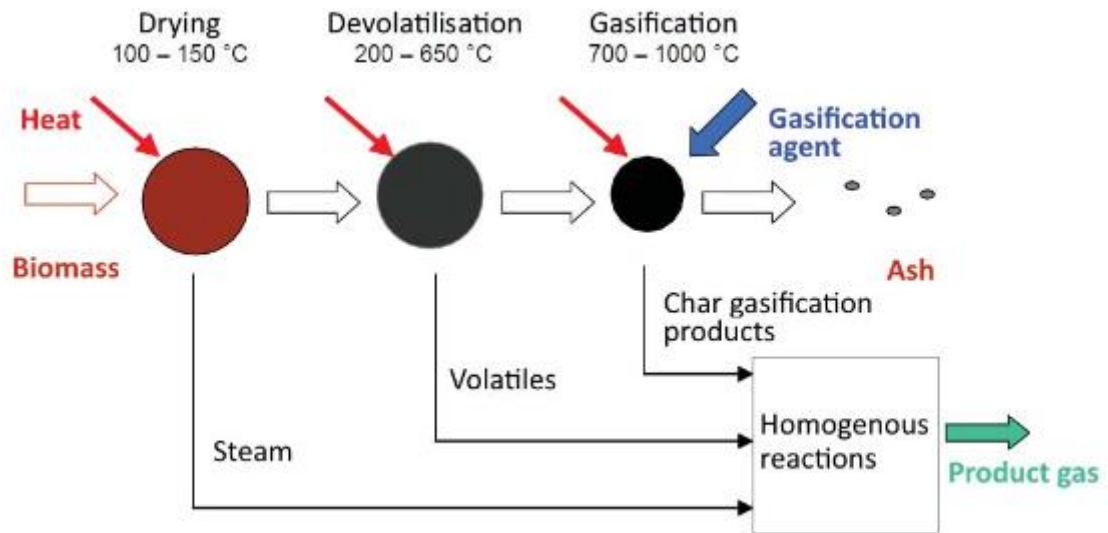 Drying
100 – 150 °C
Devolatilisation
200 – 650 °C
Gasification
700 – 1000 °C
Heat
Gasification
agent
Biomass
Ash
Char gasification
products
Volatiles
Steam
Homogenous
reactions
Product gas